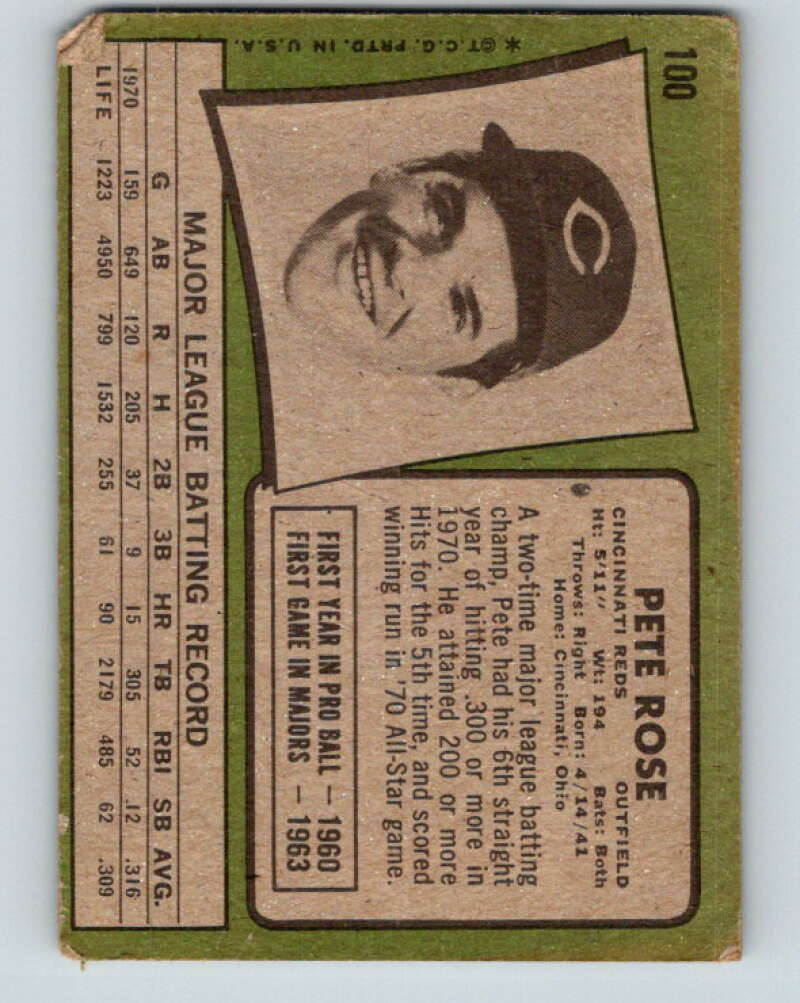 100
* ©T.C.G. PRTD. IN U.S.A.
C
PETE ROSE
CINCINNATI REDS OUTFIELD
Ht: 5'11" Wt: 194 Bats: Both
Throws: Right Born: 4/14/41
Home: Cincinnati, Ohio
A two-time major league batting
champ, Pete had his 6th straight
year of hitting .300 or more in
1970. He attained 200 or more
Hits for the 5th time, and scored
winning run in '70 All-Star game.
FIRST YEAR IN PRO BALL — 1960
FIRST GAME IN MAJORS — 1963
MAJOR LEAGUE BATTING RECORD
G AB R H 2B 3B HR TB RBI SB AVG.
1970 159 649 120 205 37 9 15 305 52 12 .316
LIFE 1223 4950 799 1532 255 61 90 2179 485 62 .309